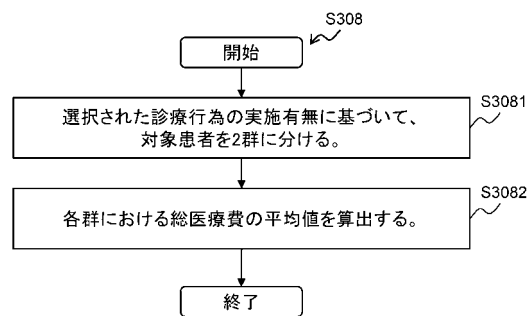 S308
開始
S3081
選択された診療行為の実施有無に基づいて、
対象患者を2群に分ける。
S3082
各群における総医療費の平均値を算出する。
終了